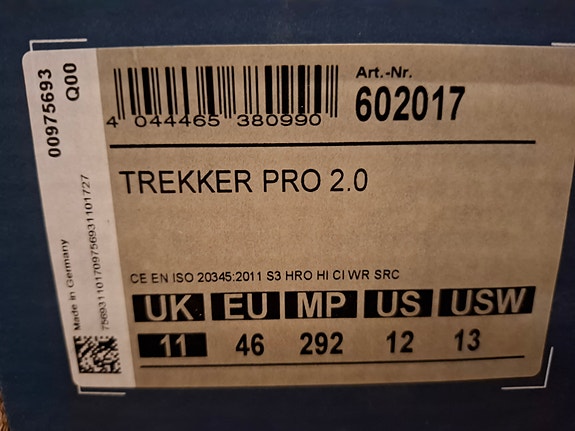 00975693
Q00
Made in Germany
Art.-Nr.
602017
4 044465 380990
TREKKER PRO 2.0
CE EN ISO 20345:2011 S3 HRO HI CI WR SRC
UK EU MP US USW
11 46 292 12 13